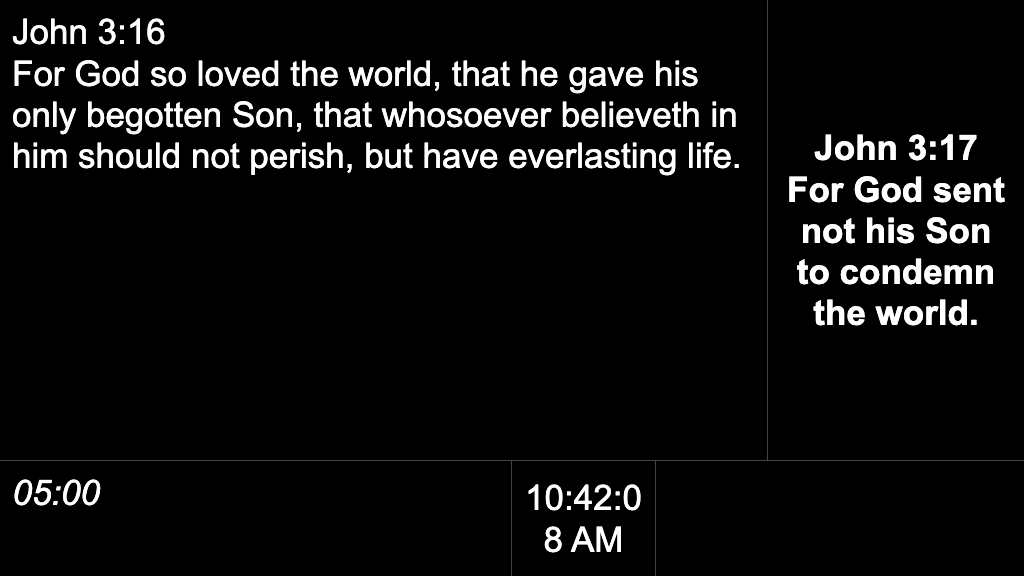 John 3:16
For God so loved the world, that he gave his
only begotten Son, that whosoever believeth in
him should not perish, but have everlasting life.
John 3:17
For God sent
not his Son
to condemn
the world.
05:00
10:42:0
8 AM